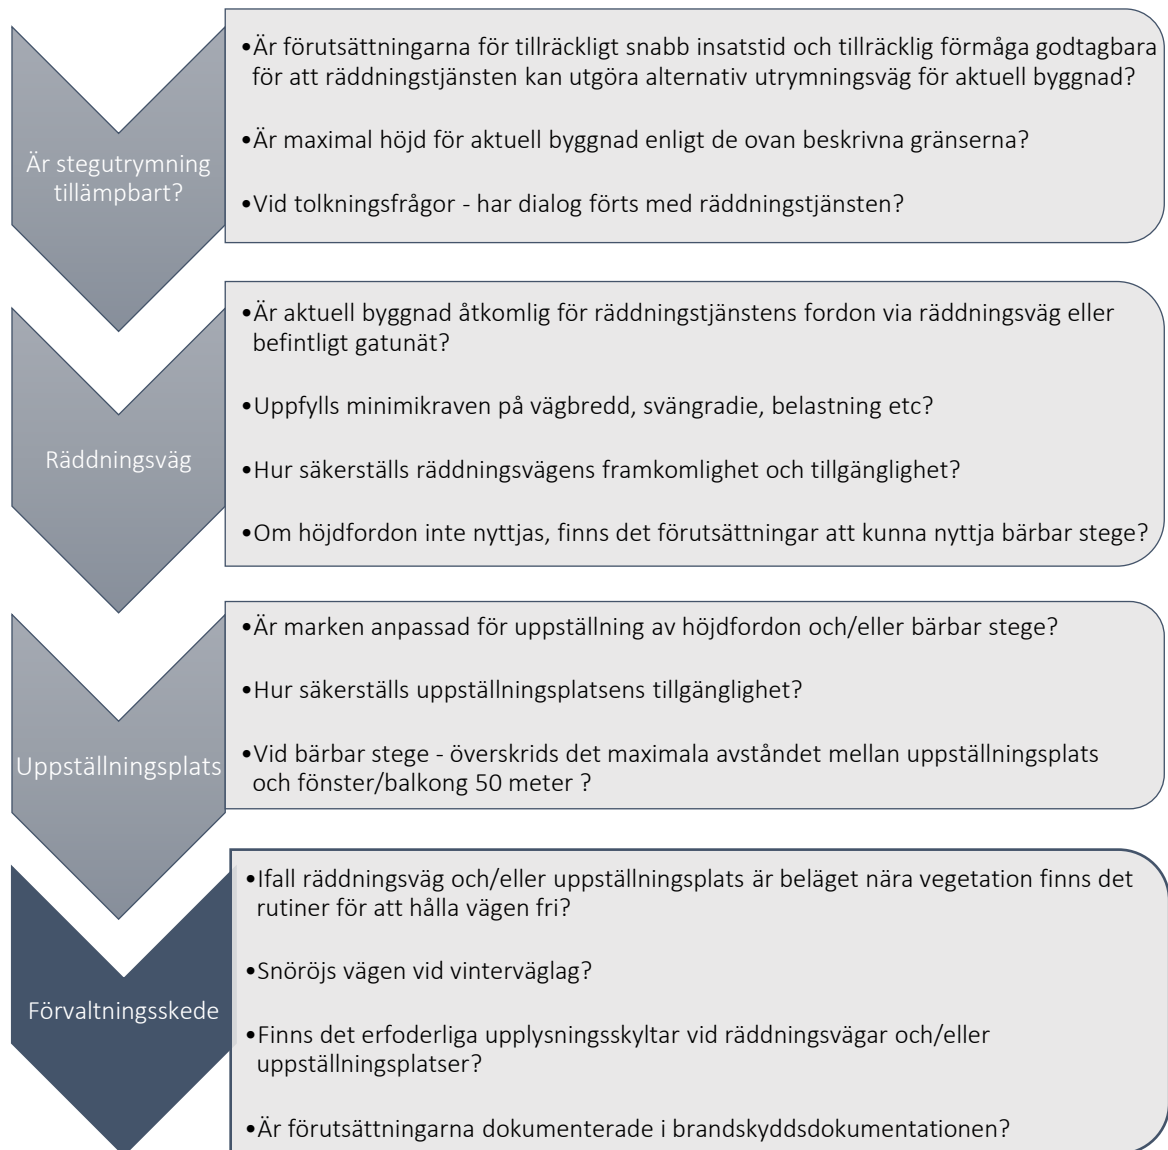 Är stegutrymning
tillämpbart?
•Är förutsättningarna för tillräckligt snabb insatstid och tillräcklig förmåga godtagbara
för att räddningstjänsten kan utgöra alternativ utrymningsväg för aktuell byggnad?
•Är maximal höjd för aktuell byggnad enligt de ovan beskrivna gränserna?
•Vid tolkningsfrågor - har dialog förts med räddningstjänsten?
Räddningsväg
•Är aktuell byggnad åtkomlig för räddningstjänstens fordon via räddningsväg eller
befintligt gatunät?
•Uppfylls minimikraven på vägbredd, svängradie, belastning etc?
•Hur säkerställs räddningsvägens framkomlighet och tillgänglighet?
•Om höjdfordon inte nyttjas, finns det förutsättningar att kunna nyttja bärbar stege?
Uppställningsplats
•Är marken anpassad för uppställning av höjdfordon och/eller bärbar stege?
•Hur säkerställs uppställningsplatsens tillgänglighet?
•Vid bärbar stege - överskrids det maximala avståndet mellan uppställningsplats
och fönster/balkong 50 meter ?
Förvaltningsskede
•Ifall räddningsväg och/eller uppställningsplats är beläget nära vegetation finns det
rutiner för att hålla vägen fri?
•Snöröjs vägen vid vinterväglag?
•Finns det erfoderliga upplysningsskyltar vid räddningsvägar och/eller
uppställningsplatser?
•Är förutsättningarna dokumenterade i brandskyddsdokumentationen?